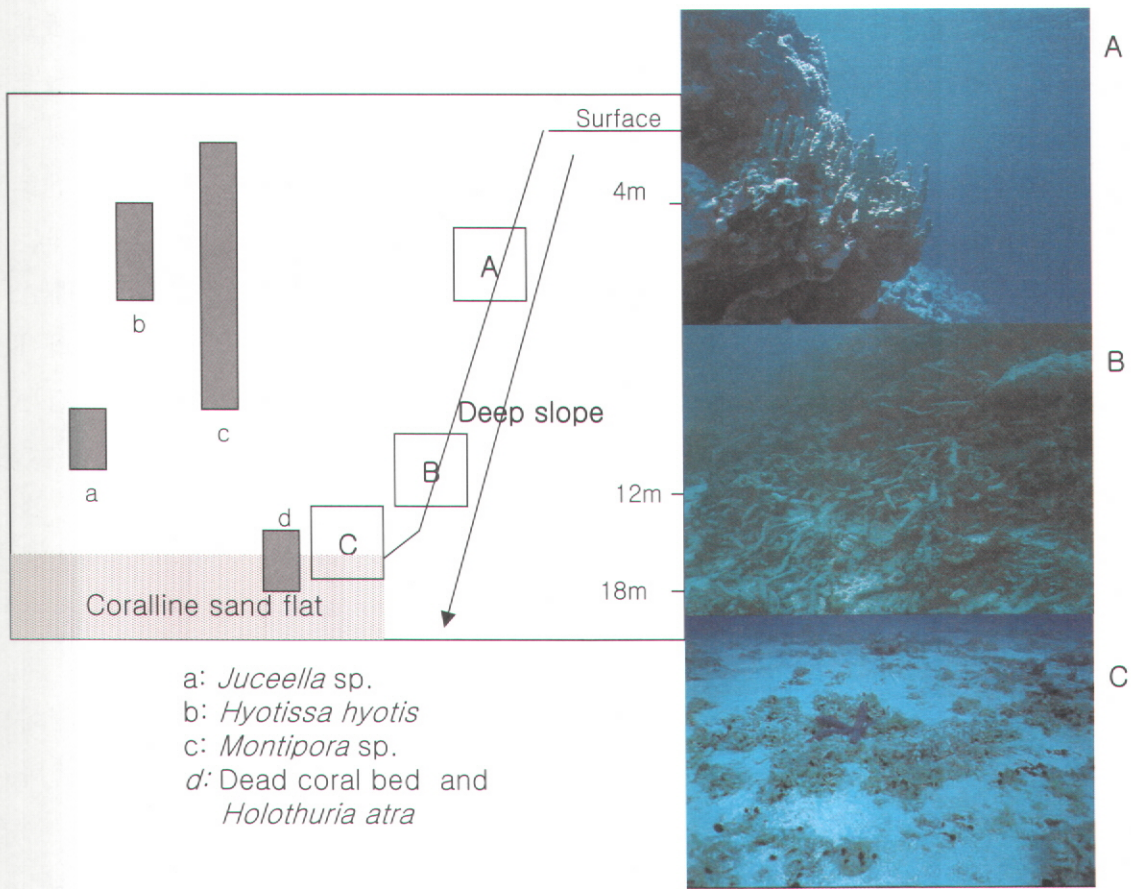 A
Surface
4m
A
b
B
Deep slope
c
B
a
12m
d
C
18m
Coralline sand flat
C
a: Juceella sp.
b: Hyotissa hyotis
c: Montipora sp.
d: Dead coral bed and
Holothuria atra